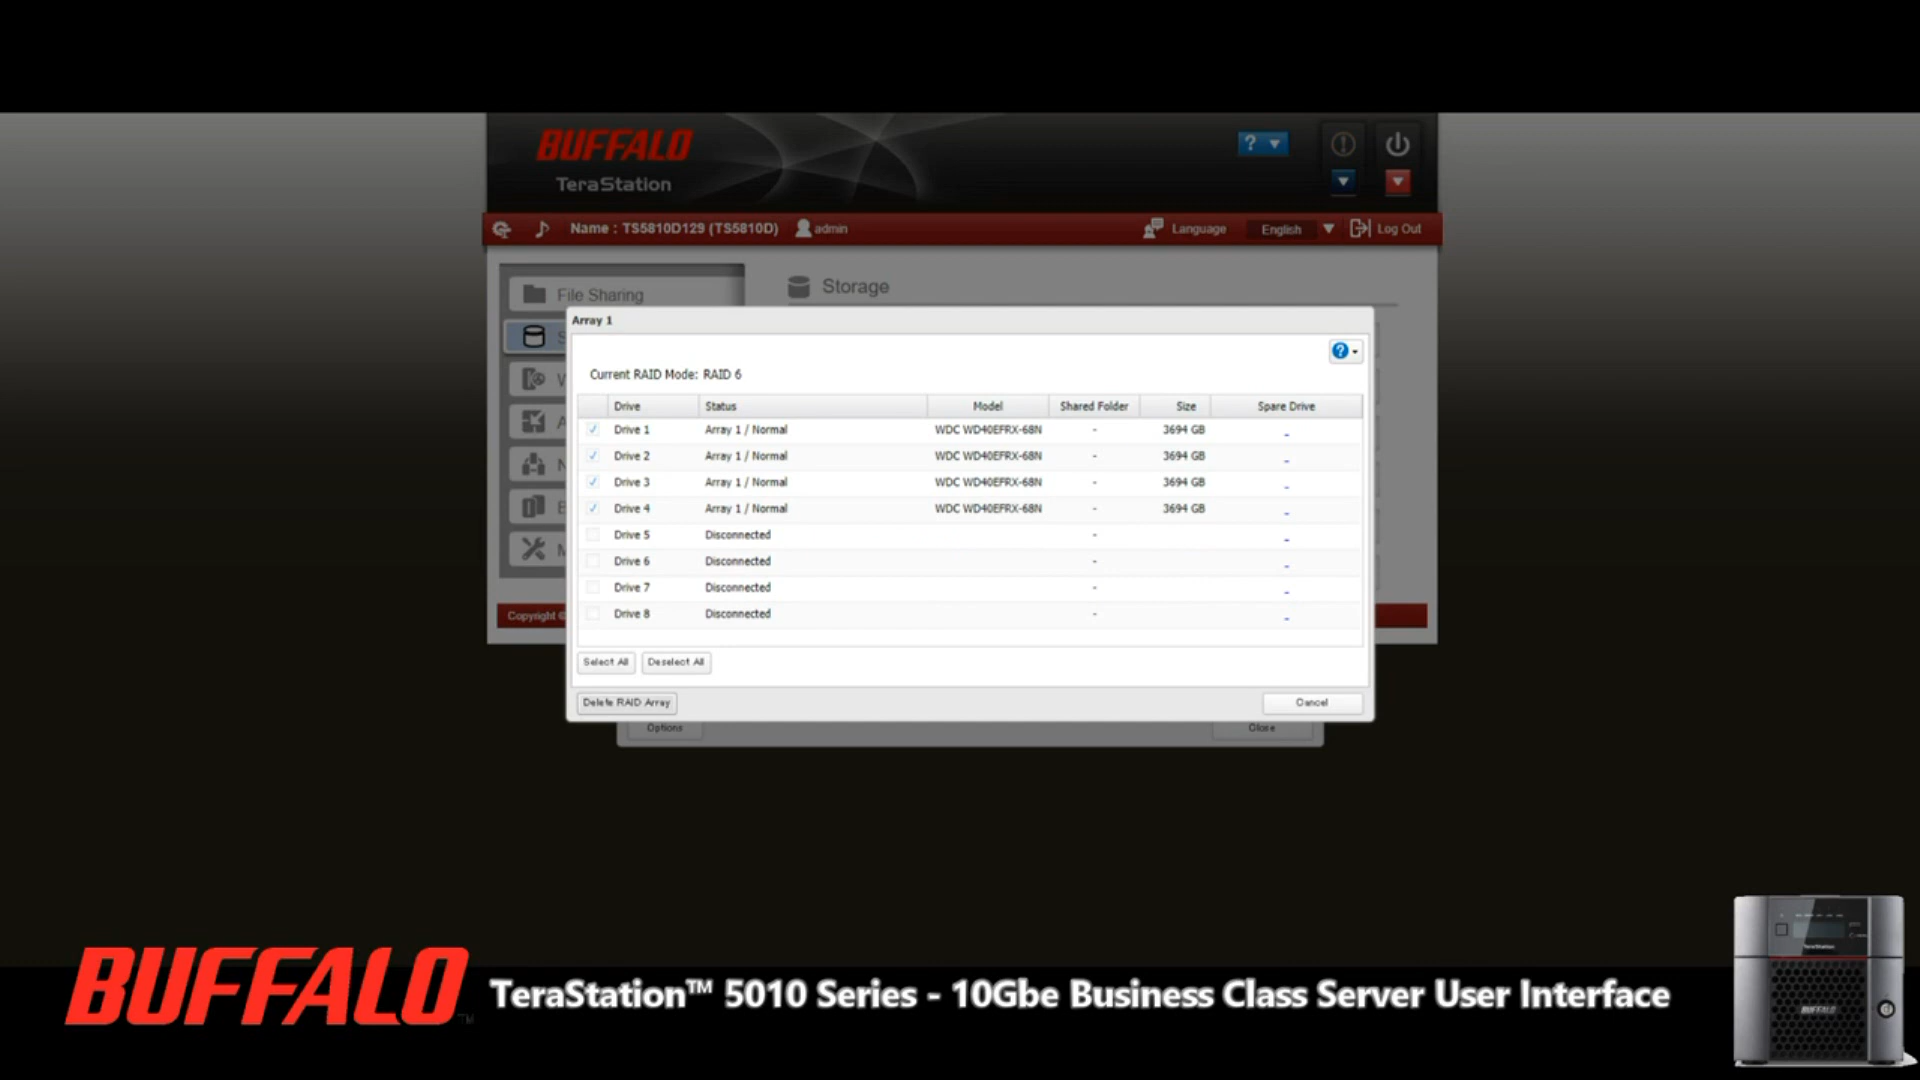 BUFFALO
TeraStation
?
Name : TS5810D129 (TS5810D) admin Language English Log Out
File Sharing
Storage
Array 1
Current RAID Mode: RAID 6
Drive Status Model Shared Folder Size Spare Drive
Drive 1 Array 1 / Normal WDC WD40EFRX-68N - 3694 GB -
Drive 2 Array 1 / Normal WDC WD40EFRX-68N - 3694 GB -
Drive 3 Array 1 / Normal WDC WD40EFRX-68N - 3694 GB -
Drive 4 Array 1 / Normal WDC WD40EFRX-68N - 3694 GB -
Drive 5 Disconnected - -
Drive 6 Disconnected - -
Drive 7 Disconnected - -
Drive 8 Disconnected - -
Copyright ©
Select All Deselect All
Delete RAID Array Cancel
Options Close
BUFFALO™ TeraStation™ 5010 Series - 10Gbe Business Class Server User Interface
TeraStation
BUFFALO